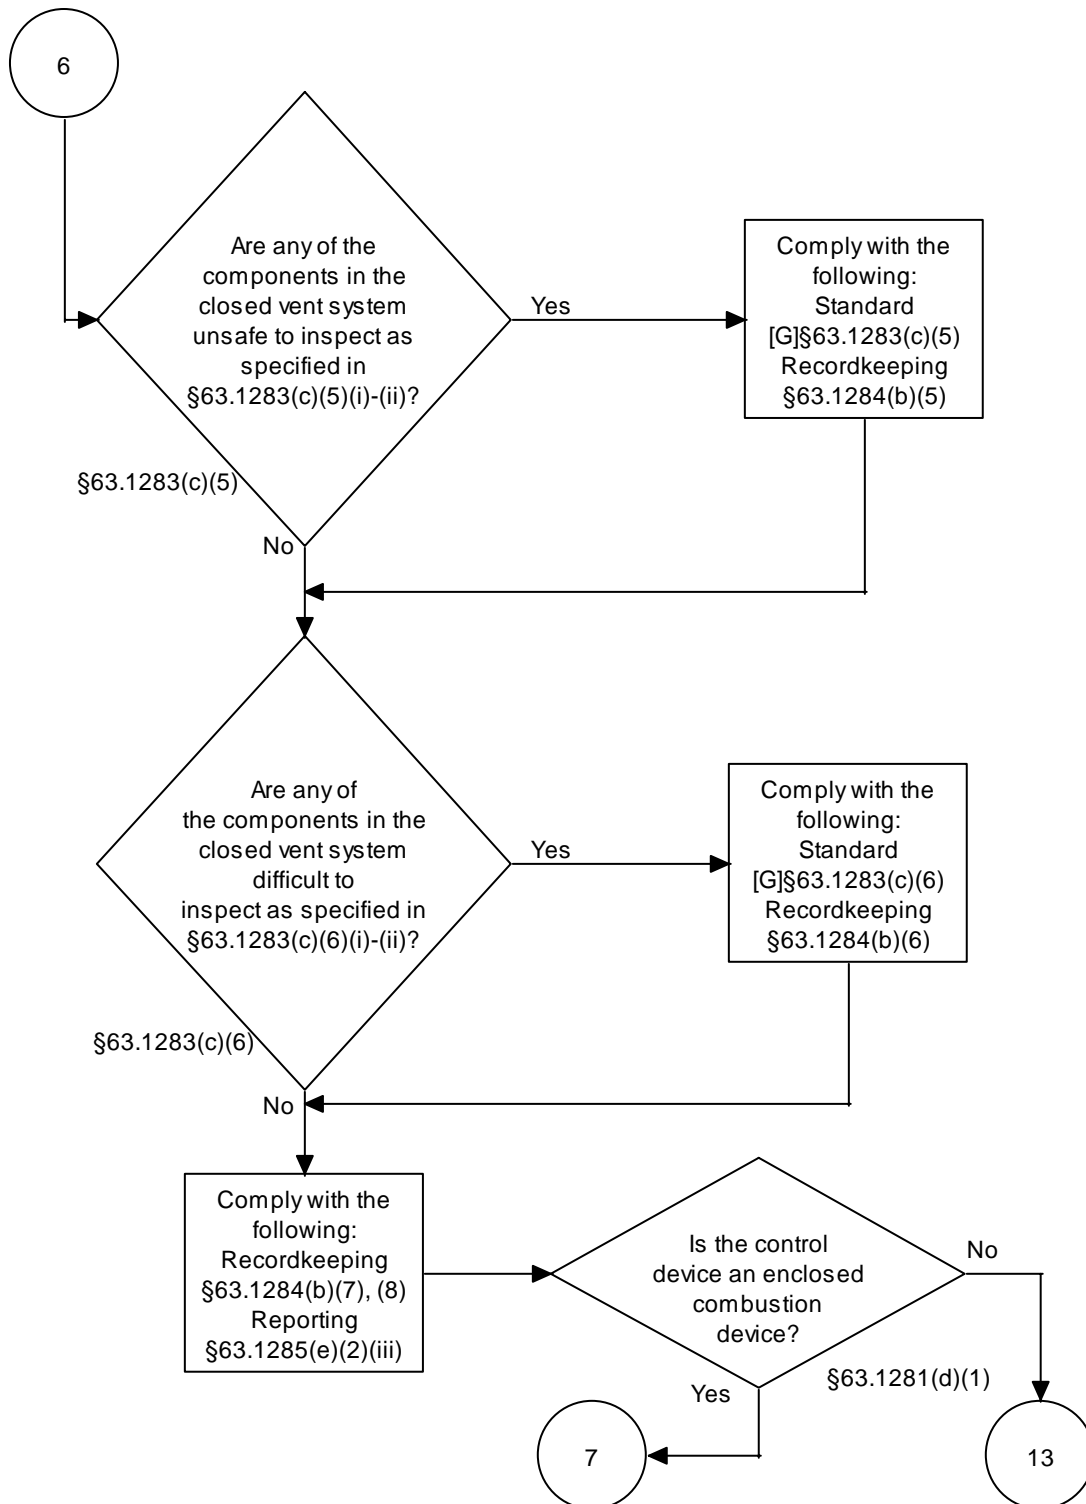 6
Are any of the
components in the
closed vent system
unsafe to inspect as
specified in
§63.1283(c)(5)(i)-(ii)?
Yes
Comply with the
following:
Standard
[G]§63.1283(c)(5)
Recordkeeping
§63.1284(b)(5)
§63.1283(c)(5)
No
Are any of
the components in the
closed vent system
difficult to
inspect as specified in
§63.1283(c)(6)(i)-(ii)?
Yes
Comply with the
following:
Standard
[G]§63.1283(c)(6)
Recordkeeping
§63.1284(b)(6)
§63.1283(c)(6)
No
Comply with the
following:
Recordkeeping
§63.1284(b)(7), (8)
Reporting
§63.1285(e)(2)(iii)
Is the control
device an enclosed
combustion
device?
No
§63.1281(d)(1)
Yes
7
13